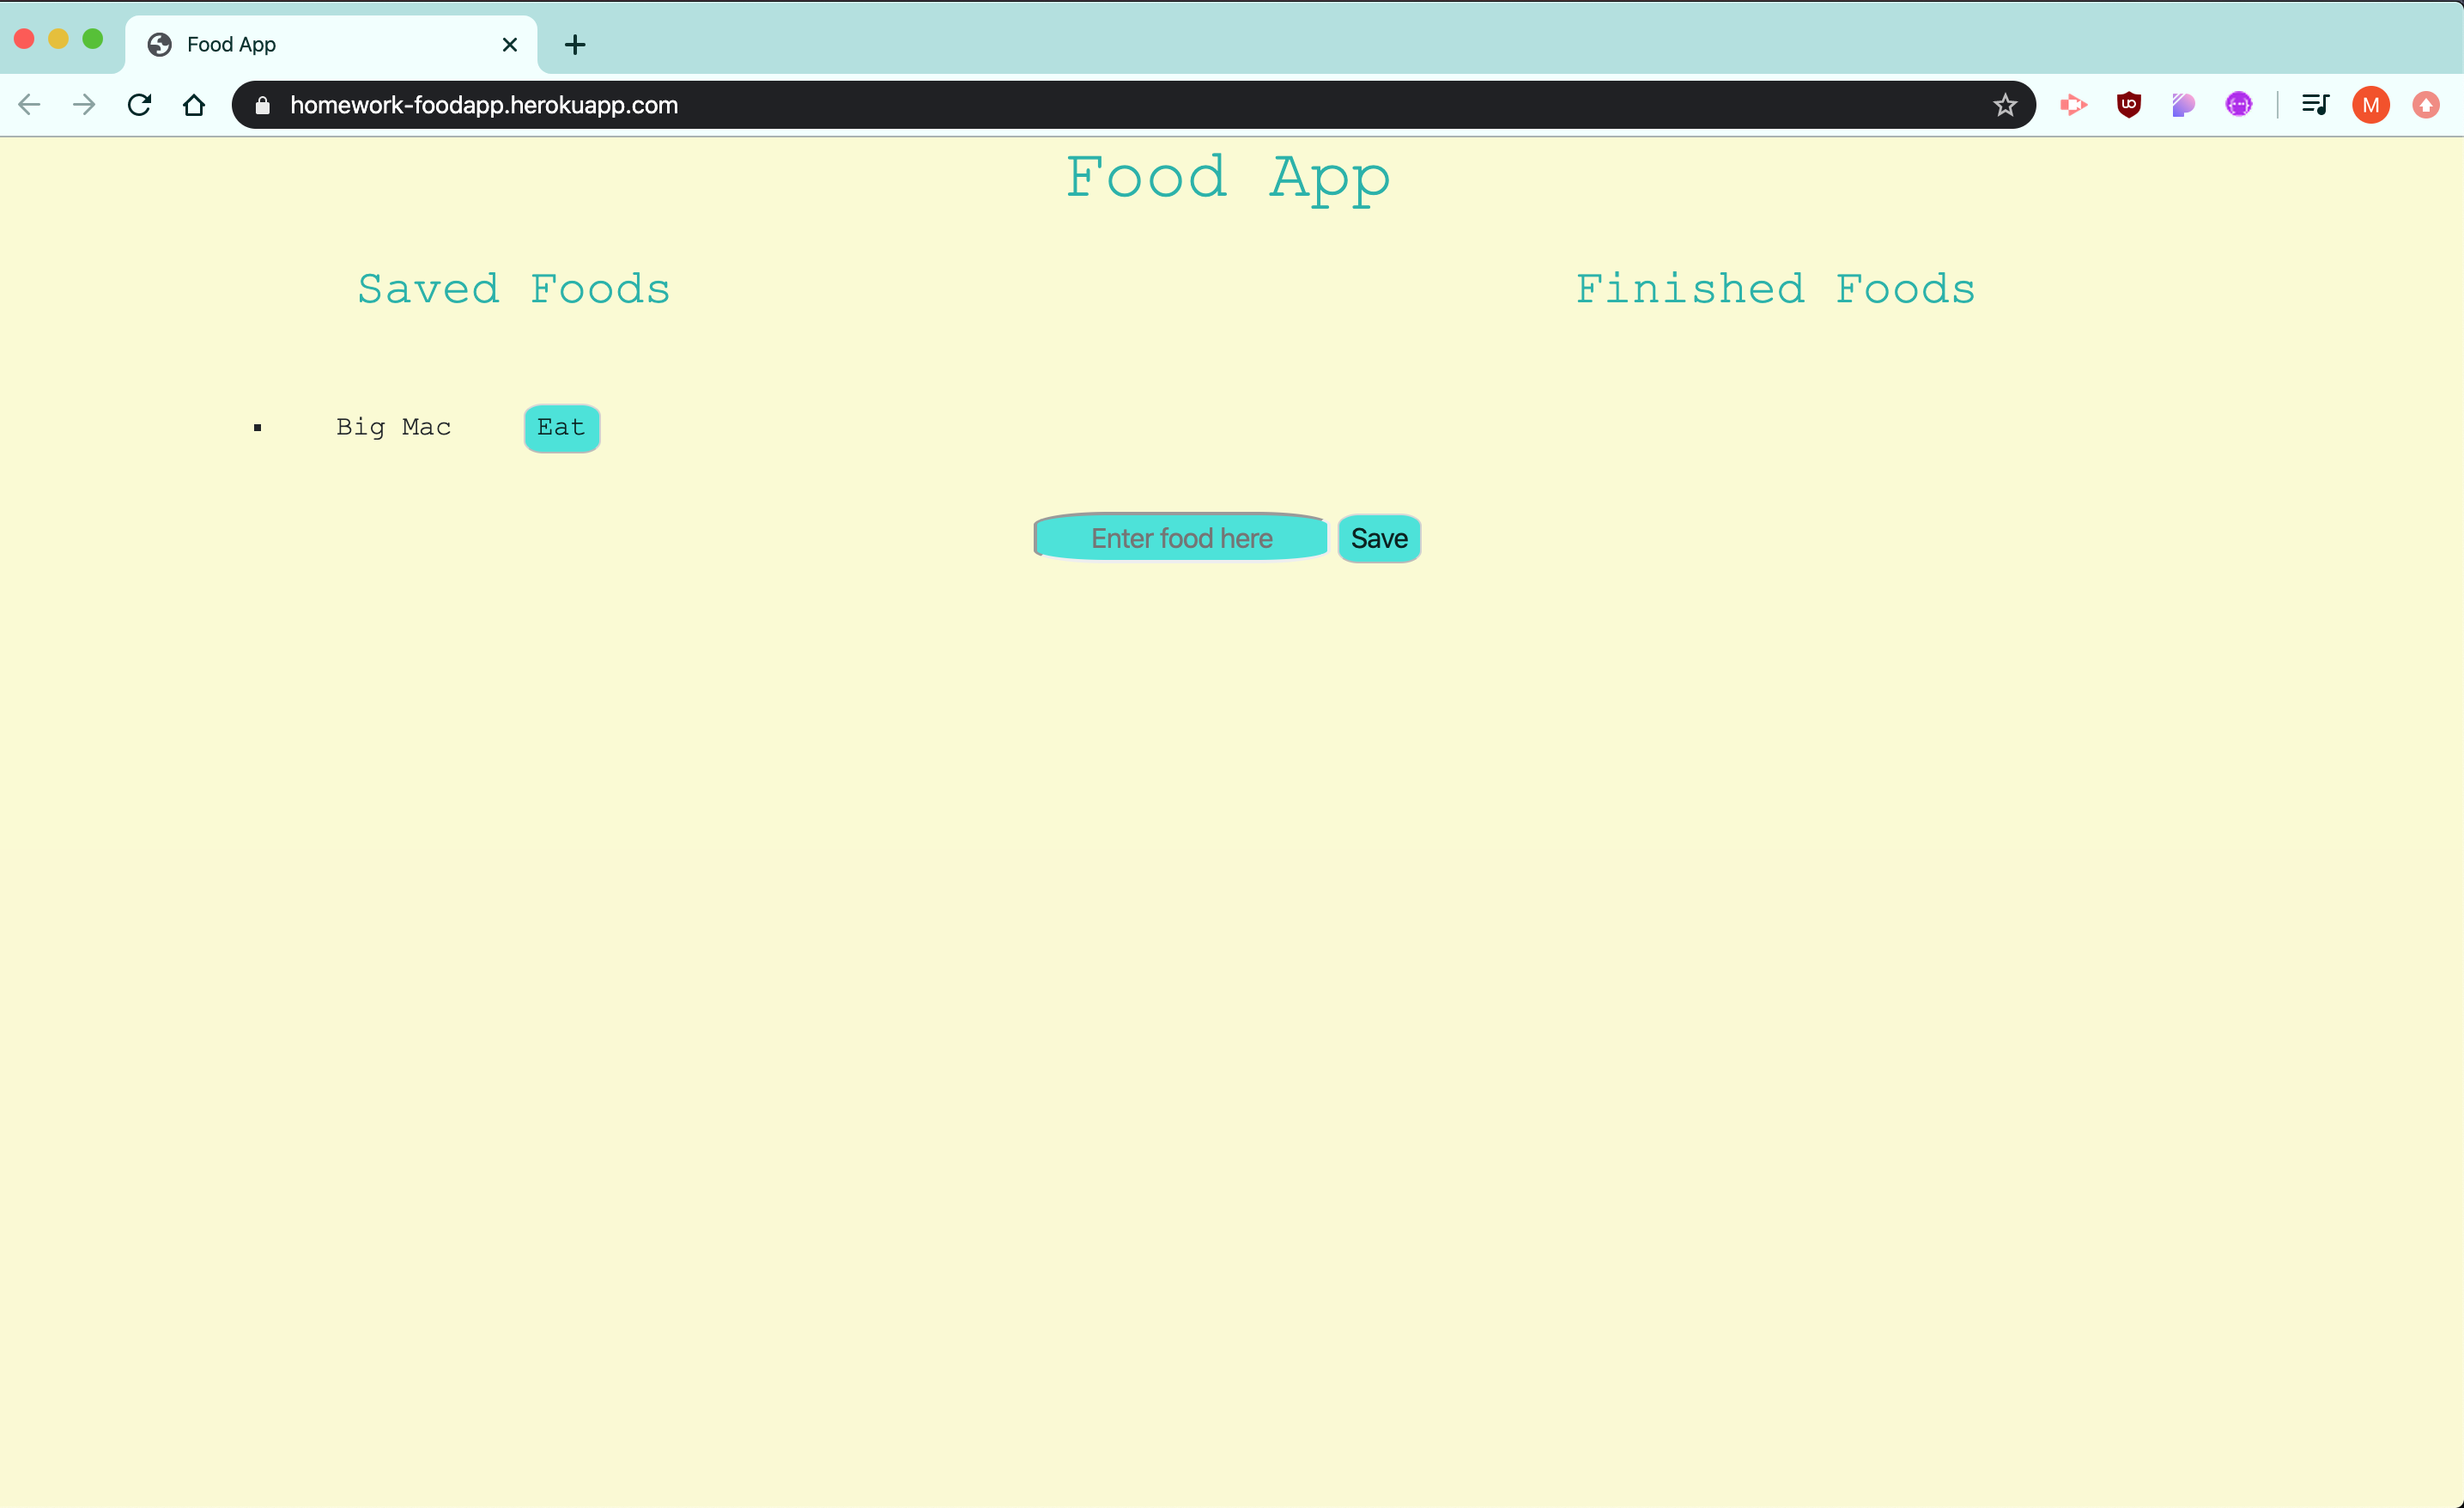 Food App
homework-foodapp.herokuapp.com
M
Food App
Saved Foods
Finished Foods
Big Mac
Eat
Enter food here
Save